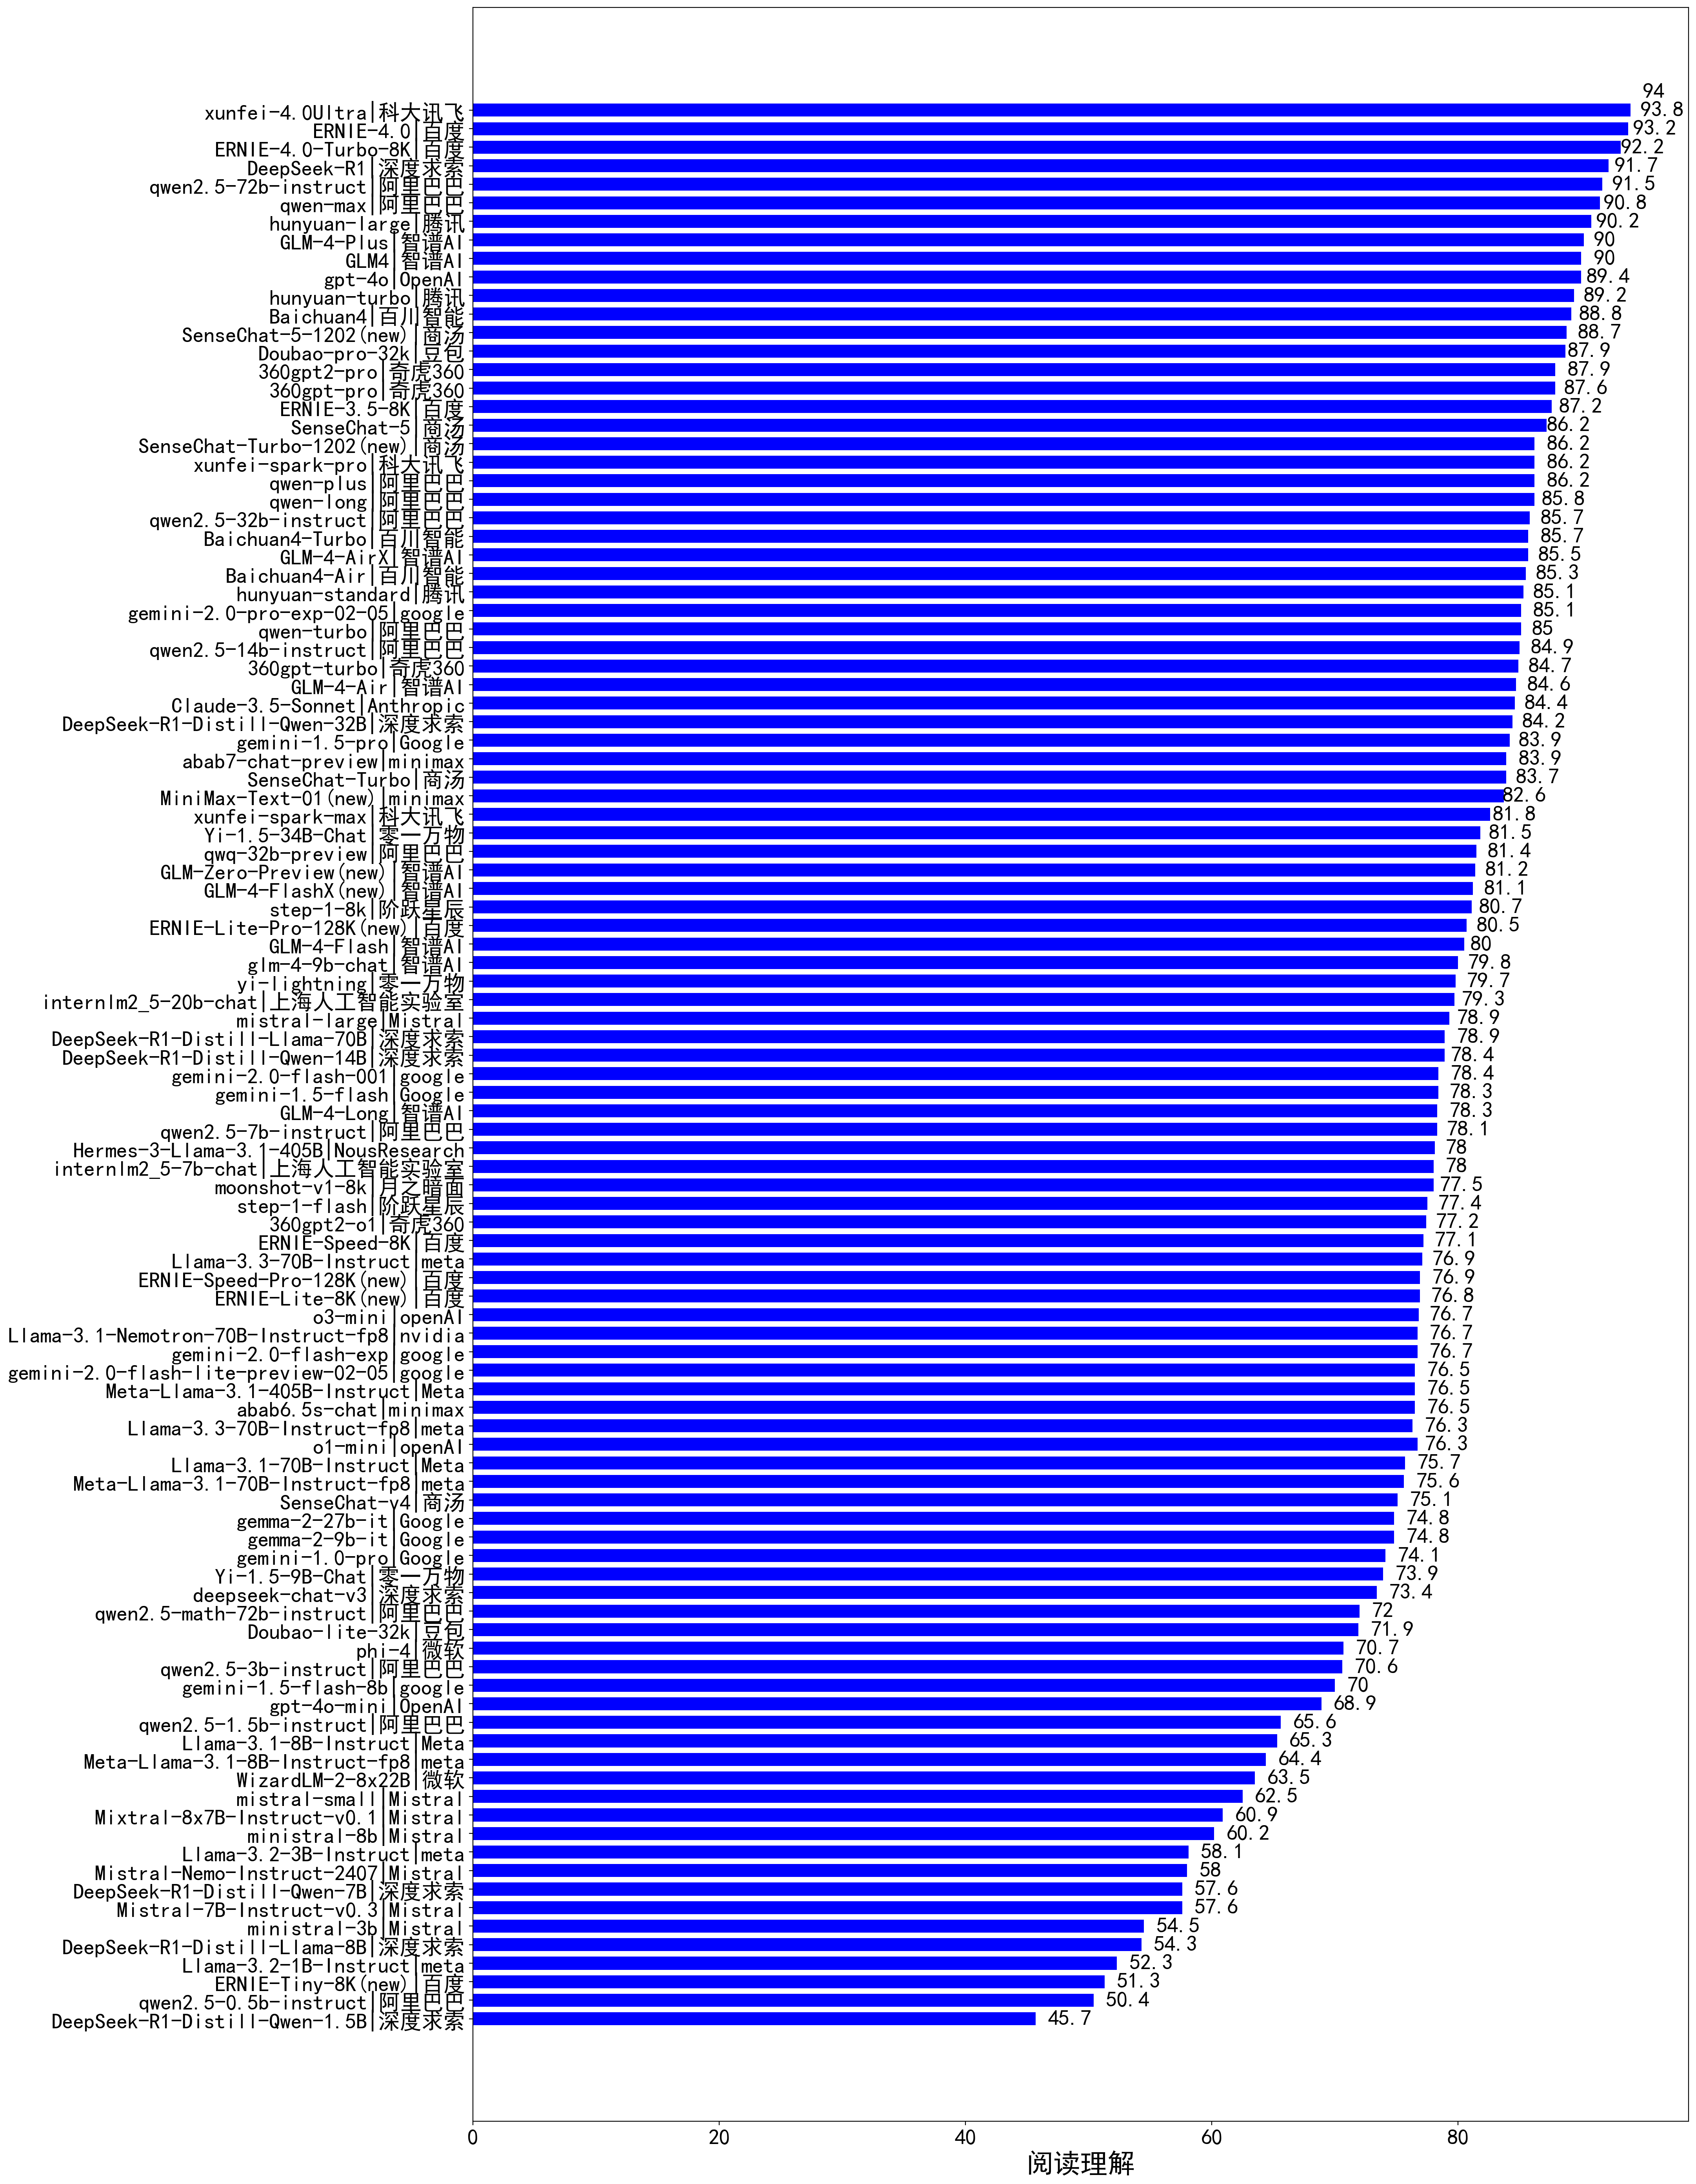 94
xunfei-4.0Ultra|科大讯飞 93.8
ERNIE-4.0|百度 93.2
ERNIE-4.0-Turbo-8K|百度 92.2
DeepSeek-R1|深度求索 91.7
qwen2.5-72b-instruct|阿里巴巴 91.5
qwen-max|阿里巴巴 90.8
hunyuan-large|腾讯 90.2
GLM-4-Plus|智谱AI 90
GLM4|智谱AI 90
gpt-4o|OpenAI 89.4
hunyuan-turbo|腾讯 89.2
Baichuan4|百川智能 88.8
SenseChat-5-1202(new)|商汤 88.7
Doubao-pro-32k|豆包 87.9
360gpt2-pro|奇虎360 87.9
360gpt-pro|奇虎360 87.6
ERNIE-3.5-8K|百度 87.2
SenseChat-5|商汤 86.2
SenseChat-Turbo-1202(new)|商汤 86.2
xunfei-spark-pro|科大讯飞 86.2
qwen-plus|阿里巴巴 86.2
qwen-long|阿里巴巴 85.8
qwen2.5-32b-instruct|阿里巴巴 85.7
Baichuan4-Turbo|百川智能 85.7
GLM-4-AirX|智谱AI 85.5
Baichuan4-Air|百川智能 85.3
hunyuan-standard|腾讯 85.1
gemini-2.0-pro-exp-02-05|google 85.1
qwen-turbo|阿里巴巴 85
qwen2.5-14b-instruct|阿里巴巴 84.9
360gpt-turbo|奇虎360 84.7
GLM-4-Air|智谱AI 84.6
Claude-3.5-Sonnet|Anthropic 84.4
DeepSeek-R1-Distill-Qwen-32B|深度求索 84.2
gemini-1.5-pro|Google 83.9
abab7-chat-preview|minimax 83.9
SenseChat-Turbo|商汤 83.7
MiniMax-Text-01(new)|minimax 82.6
xunfei-spark-max|科大讯飞 81.8
Yi-1.5-34B-Chat|零一万物 81.5
qwq-32b-preview|阿里巴巴 81.4
GLM-Zero-Preview(new)|智谱AI 81.2
GLM-4-FlashX(new)|智谱AI 81.1
step-1-8k|阶跃星辰 80.7
ERNIE-Lite-Pro-128K(new)|百度 80.5
GLM-4-Flash|智谱AI 80
glm-4-9b-chat|智谱AI 79.8
yi-lightning|零一万物 79.7
internlm2_5-20b-chat|上海人工智能实验室 79.3
mistral-large|Mistral 78.9
DeepSeek-R1-Distill-Llama-70B|深度求索 78.9
DeepSeek-R1-Distill-Qwen-14B|深度求索 78.4
gemini-2.0-flash-001|google 78.4
gemini-1.5-flash|Google 78.3
GLM-4-Long|智谱AI 78.3
qwen2.5-7b-instruct|阿里巴巴 78.1
Hermes-3-Llama-3.1-405B|NousResearch 78
internlm2_5-7b-chat|上海人工智能实验室 78
moonshot-v1-8k|月之暗面 77.5
step-1-flash|阶跃星辰 77.4
360gpt2-o1|奇虎360 77.2
ERNIE-Speed-8K|百度 77.1
Llama-3.3-70B-Instruct|meta 76.9
ERNIE-Speed-Pro-128K(new)|百度 76.9
ERNIE-Lite-8K(new)|百度 76.8
o3-mini|openAI 76.7
Llama-3.1-Nemotron-70B-Instruct-fp8|nvidia 76.7
gemini-2.0-flash-exp|google 76.7
gemini-2.0-flash-lite-preview-02-05|google 76.5
Meta-Llama-3.1-405B-Instruct|Meta 76.5
abab6.5s-chat|minimax 76.5
Llama-3.3-70B-Instruct-fp8|meta 76.3
o1-mini|openAI 76.3
Llama-3.1-70B-Instruct|Meta 75.7
Meta-Llama-3.1-70B-Instruct-fp8|meta 75.6
SenseChat-v4|商汤 75.1
gemma-2-27b-it|Google 74.8
gemma-2-9b-it|Google 74.8
gemini-1.0-pro|Google 74.1
Yi-1.5-9B-Chat|零一万物 73.9
deepseek-chat-v3|深度求索 73.4
qwen2.5-math-72b-instruct|阿里巴巴 72
Doubao-lite-32k|豆包 71.9
phi-4|微软 70.7
qwen2.5-3b-instruct|阿里巴巴 70.6
gemini-1.5-flash-8b|google 70
gpt-4o-mini|OpenAI 68.9
qwen2.5-1.5b-instruct|阿里巴巴 65.6
Llama-3.1-8B-Instruct|Meta 65.3
Meta-Llama-3.1-8B-Instruct-fp8|meta 64.4
WizardLM-2-8x22B|微软 63.5
mistral-small|Mistral 62.5
Mixtral-8x7B-Instruct-v0.1|Mistral 60.9
ministral-8b|Mistral 60.2
Llama-3.2-3B-Instruct|meta 58.1
Mistral-Nemo-Instruct-2407|Mistral 58
DeepSeek-R1-Distill-Qwen-7B|深度求索 57.6
Mistral-7B-Instruct-v0.3|Mistral 57.6
ministral-3b|Mistral 54.5
DeepSeek-R1-Distill-Llama-8B|深度求索 54.3
Llama-3.2-1B-Instruct|meta 52.3
ERNIE-Tiny-8K(new)|百度 51.3
qwen2.5-0.5b-instruct|阿里巴巴 50.4
DeepSeek-R1-Distill-Qwen-1.5B|深度求索 45.7
0 20 40 60 80
阅读理解